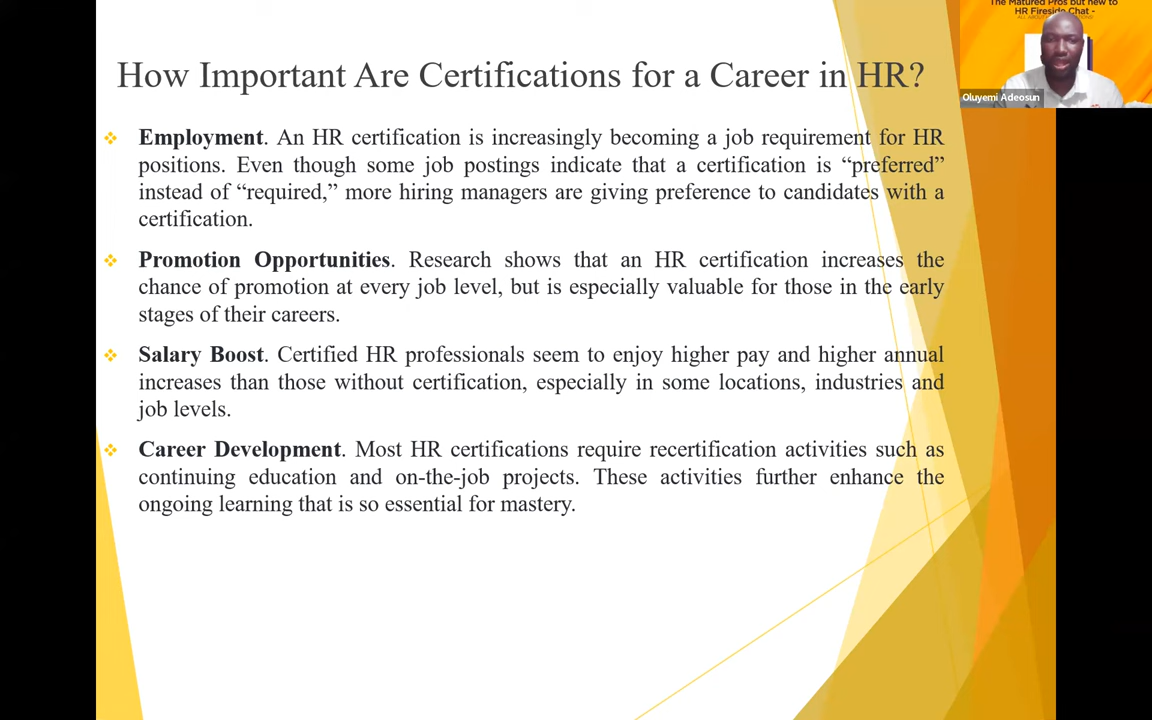 How Important Are Certifications for a Career in HR?
Employment. An HR certification is increasingly becoming a job requirement for HR
positions. Even though some job postings indicate that a certification is “preferred”
instead of “required,” more hiring managers are giving preference to candidates with a
certification.
Promotion Opportunities. Research shows that an HR certification increases the
chance of promotion at every job level, but is especially valuable for those in the early
stages of their careers.
Salary Boost. Certified HR professionals seem to enjoy higher pay and higher annual
increases than those without certification, especially in some locations, industries and
job levels.
Career Development. Most HR certifications require recertification activities such as
continuing education and on-the-job projects. These activities further enhance the
ongoing learning that is so essential for mastery.
The Matured Pros but new to
HR Fireside Chat -
Oluyemi Adeosun